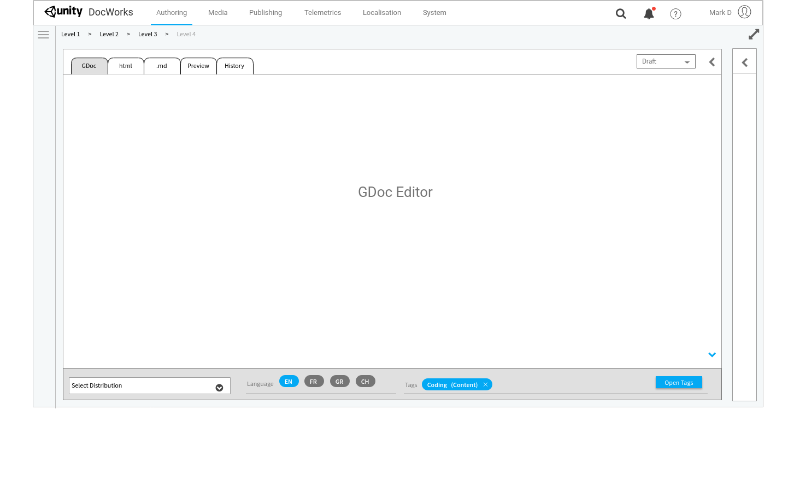 unity DocWorks Authoring Media Publishing Telemetrics Localisation System ? Mark D
Level 1 > Level 2 > Level 3 > Level 4
GDoc html .md Preview History Draft
GDoc Editor
Select Distribution Language EN FR GR CH Tags Coding (Content) × Open Tags